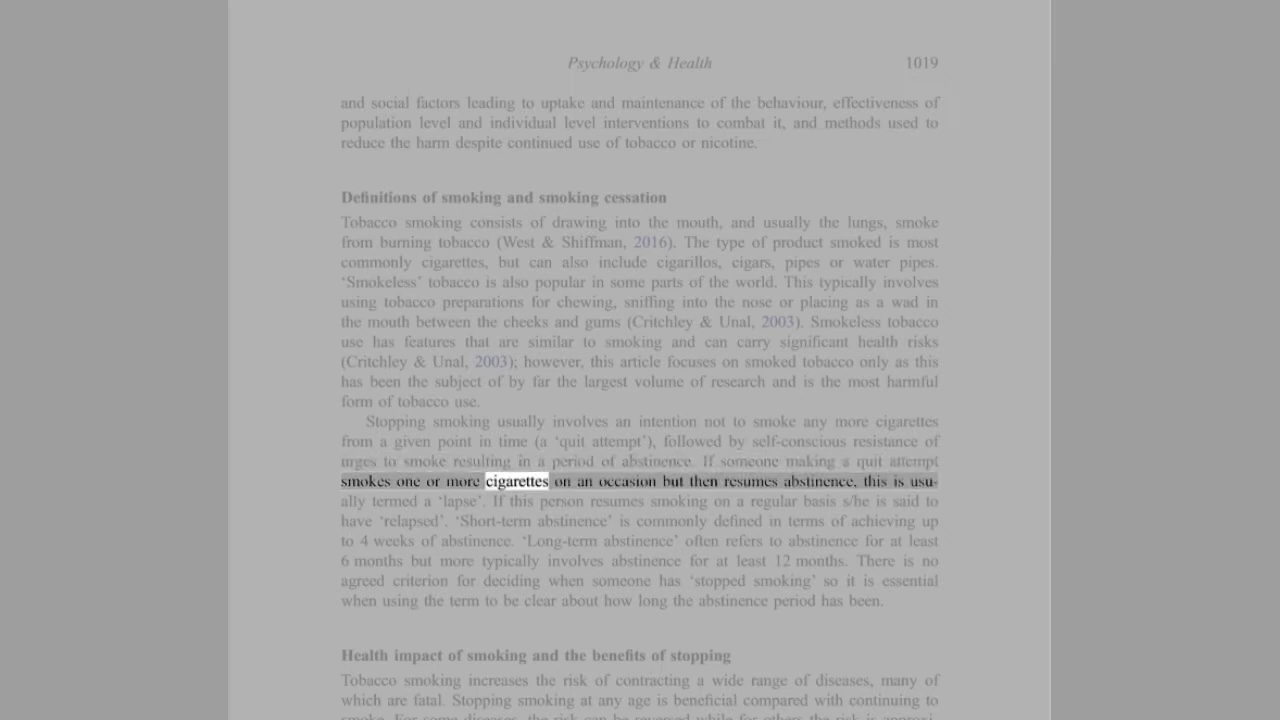 Psychology & Health 1019
and social factors leading to uptake and maintenance of the behaviour, effectiveness of
population level and individual level interventions to combat it, and methods used to
reduce the harm despite continued use of tobacco or nicotine.
Definitions of smoking and smoking cessation
Tobacco smoking consists of drawing into the mouth, and usually the lungs, smoke
from burning tobacco (West & Shiffman, 2016). The type of product smoked is most
commonly cigarettes, but can also include cigarillos, cigars, pipes or water pipes.
‘Smokeless’ tobacco is also popular in some parts of the world. This typically involves
using tobacco preparations for chewing, sniffing into the nose or placing as a wad in
the mouth between the cheeks and gums (Critchley & Unal, 2003). Smokeless tobacco
use has features that are similar to smoking and can carry significant health risks
(Critchley & Unal, 2003); however, this article focuses on smoked tobacco only as this
has been the subject of by far the largest volume of research and is the most harmful
form of tobacco use.
Stopping smoking usually involves an intention not to smoke any more cigarettes
from a given point in time (a ‘quit attempt’), followed by self-conscious resistance of
urges to smoke resulting in a period of abstinence. If someone making a quit attempt
smokes one or more cigarettes on an occasion but then resumes abstinence, this is usu-
ally termed a ‘lapse’. If this person resumes smoking on a regular basis s/he is said to
have ‘relapsed’. ‘Short-term abstinence’ is commonly defined in terms of achieving up
to 4 weeks of abstinence. ‘Long-term abstinence’ often refers to abstinence for at least
6 months but more typically involves abstinence for at least 12 months. There is no
agreed criterion for deciding when someone has ‘stopped smoking’ so it is essential
when using the term to be clear about how long the abstinence period has been.
Health impact of smoking and the benefits of stopping
Tobacco smoking increases the risk of contracting a wide range of diseases, many of
which are fatal. Stopping smoking at any age is beneficial compared with continuing to
smoke. For some diseases, the risk can be reversed while for others the risk is approxi-